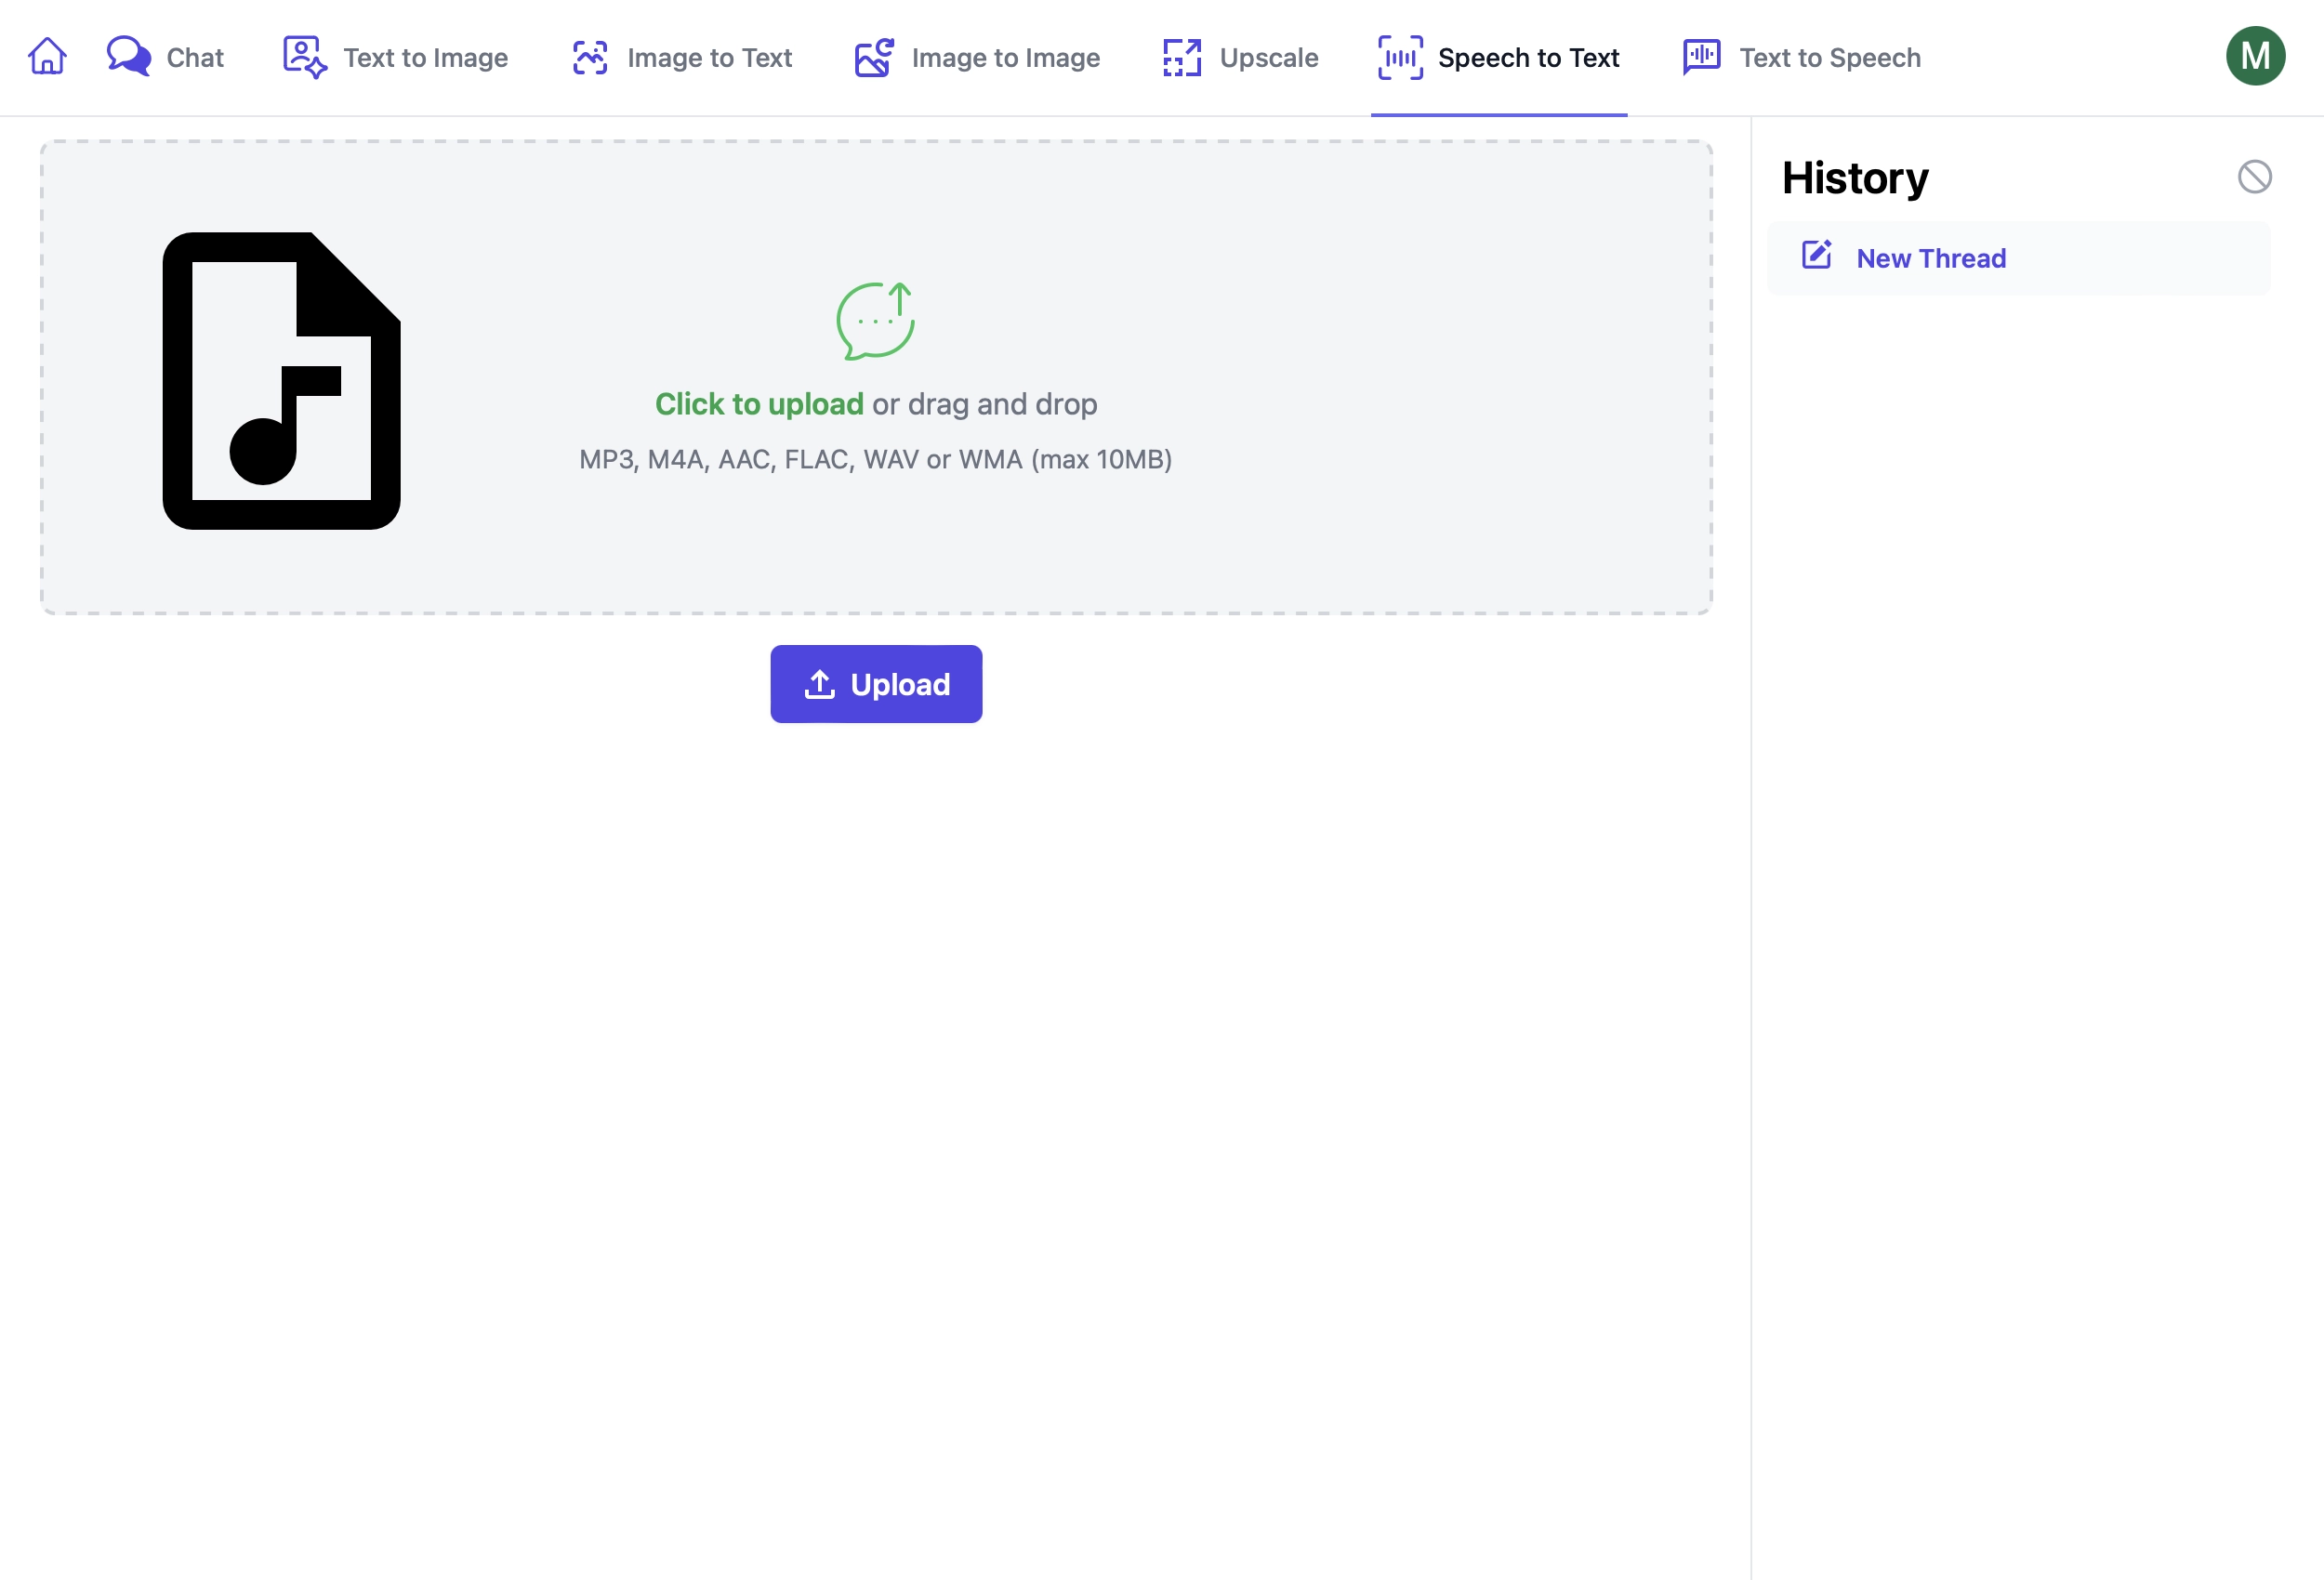 Chat
Text to Image
Image to Text
Image to Image
Upscale
Speech to Text
Text to Speech
M
Click to upload or drag and drop
MP3, M4A, AAC, FLAC, WAV or WMA (max 10MB)
Upload
History
New Thread